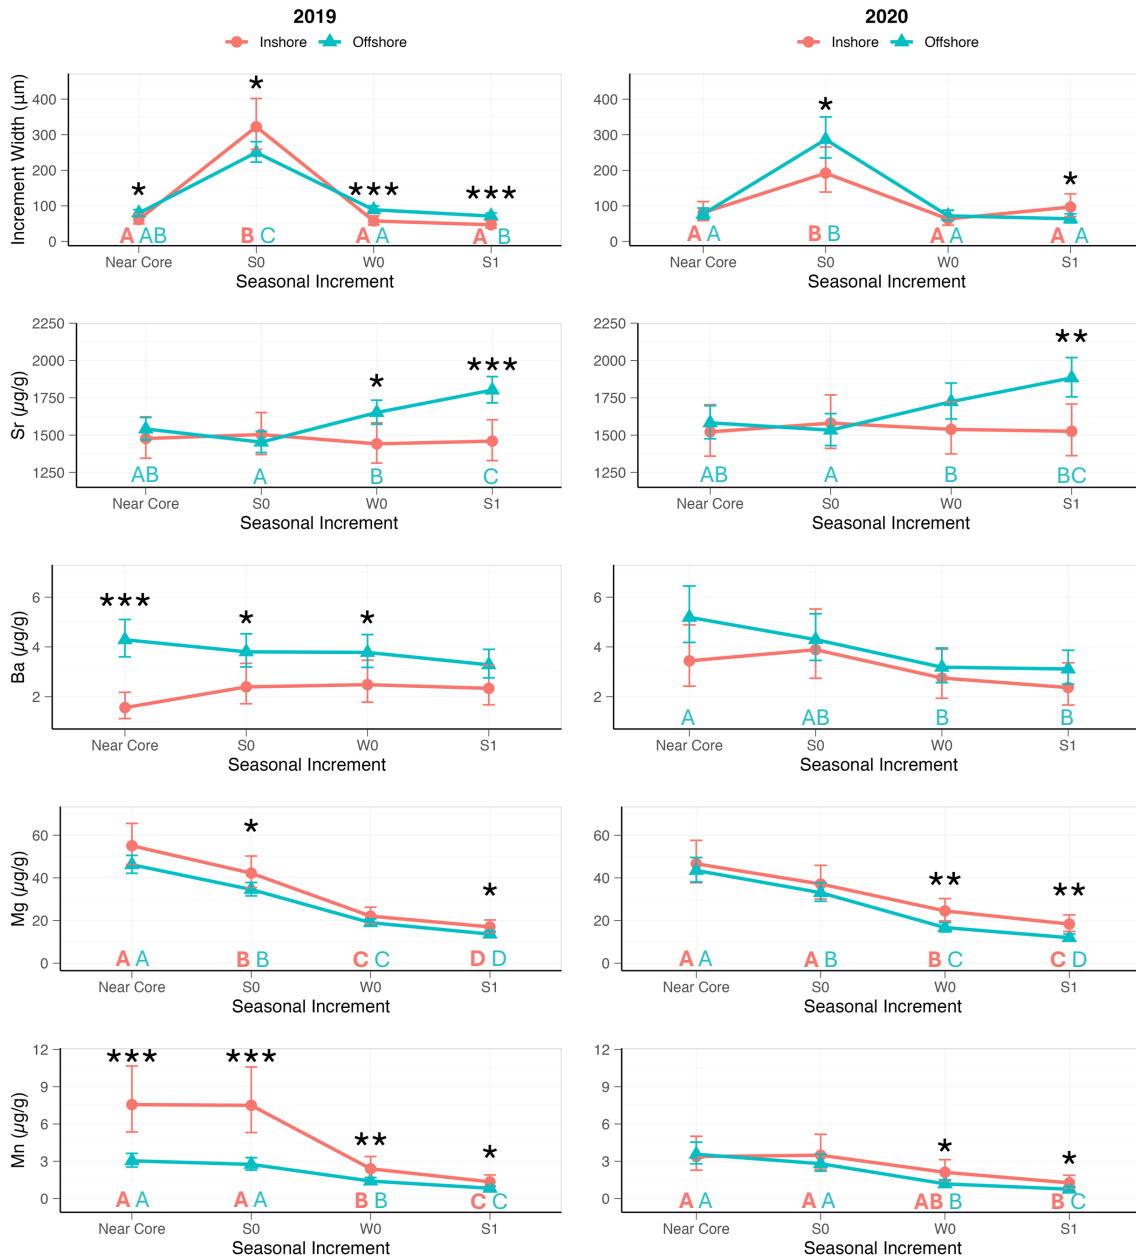 2019 2020
Inshore Offshore Inshore Offshore
Increment Width (µm)
400
300
200
100
0
* * *** ***
A AB B C A A A B
Near Core S0 W0 S1
Seasonal Increment
400
300
200
100
0
* *
A A B B A A A A
Near Core S0 W0 S1
Seasonal Increment
Sr (µg/g)
2250
2000
1750
1500
1250
* ***
AB A B C
Near Core S0 W0 S1
Seasonal Increment
2250
2000
1750
1500
1250
**
AB A B BC
Near Core S0 W0 S1
Seasonal Increment
Ba (µg/g)
6
4
2
*** * *
Near Core S0 W0 S1
Seasonal Increment
6
4
2
A AB B B
Near Core S0 W0 S1
Seasonal Increment
Mg (µg/g)
60
40
20
0
* *
A A B B C C D D
Near Core S0 W0 S1
Seasonal Increment
60
40
20
0
** **
A A A B B C C D
Near Core S0 W0 S1
Seasonal Increment
Mn (µg/g)
12
9
6
3
0
*** *** ** *
A A A A B B C C
Near Core S0 W0 S1
Seasonal Increment
12
9
6
3
0
* *
A A A A AB B B C
Near Core S0 W0 S1
Seasonal Increment